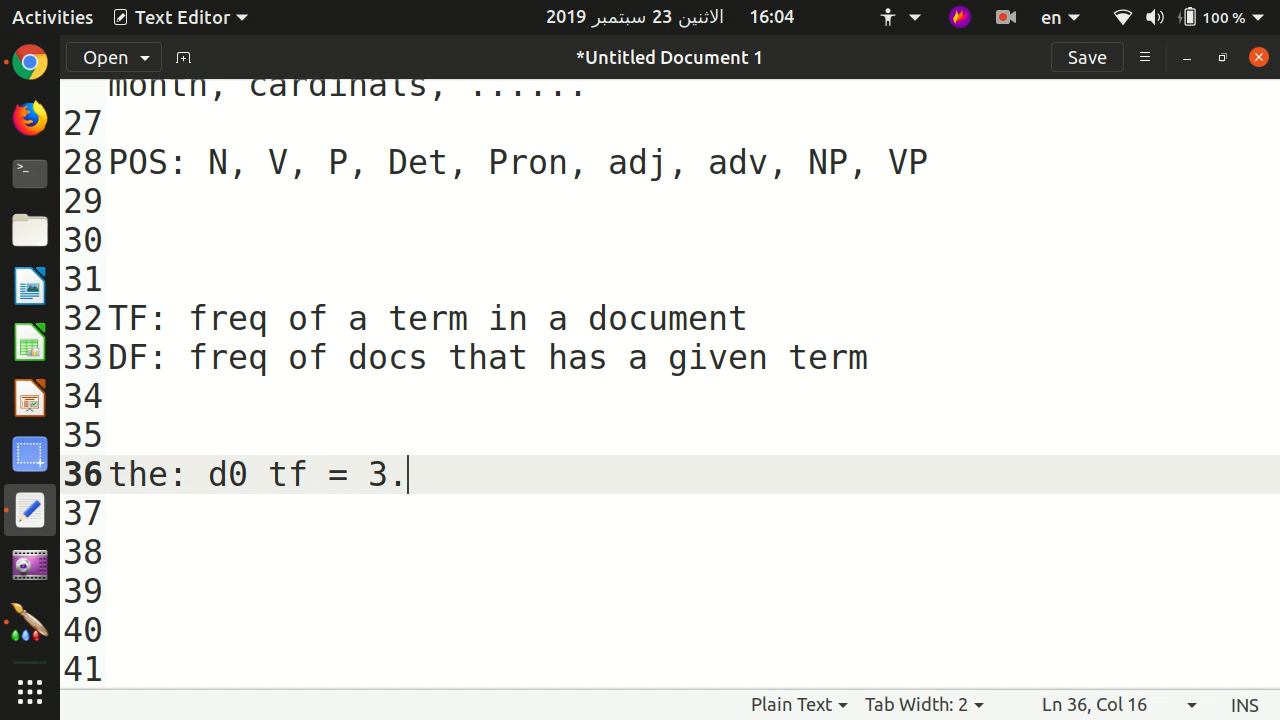 Activities Text Editor الاثنين 23 سبتمبر 2019 16:04 en 100 %
Open *Untitled Document 1 Save
month, cardinals, ......
27
28 POS: N, V, P, Det, Pron, adj, adv, NP, VP
29
30
31
32 TF: freq of a term in a document
33 DF: freq of docs that has a given term
34
35
36 the: d0 tf = 3.
37
38
39
40
41
Plain Text Tab Width: 2 Ln 36, Col 16 INS